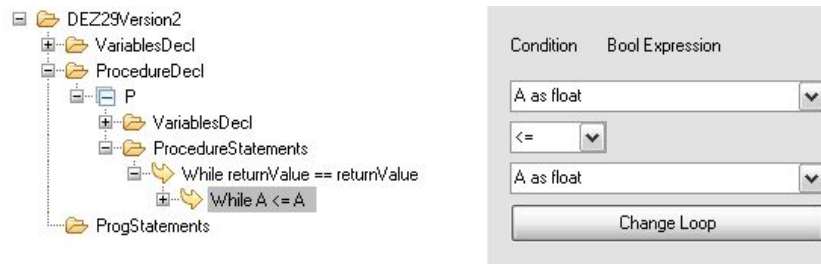 DEZ29Version2
VariablesDecl
ProcedureDecl
P
VariablesDecl
ProcedureStatements
While returnValue == returnValue
While A <= A
ProgStatements
Condition Bool Expression
A as float
<=
A as float
Change Loop